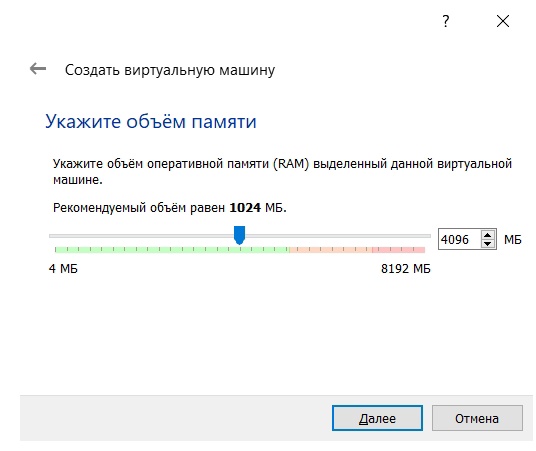 ?
Создать виртуальную машину
Укажите объём памяти
Укажите объём оперативной памяти (RAM) выделенный данной виртуальной
машине.
Рекомендуемый объём равен 1024 МБ.
4096 МБ
4 МБ 8192 МБ
Далее Отмена